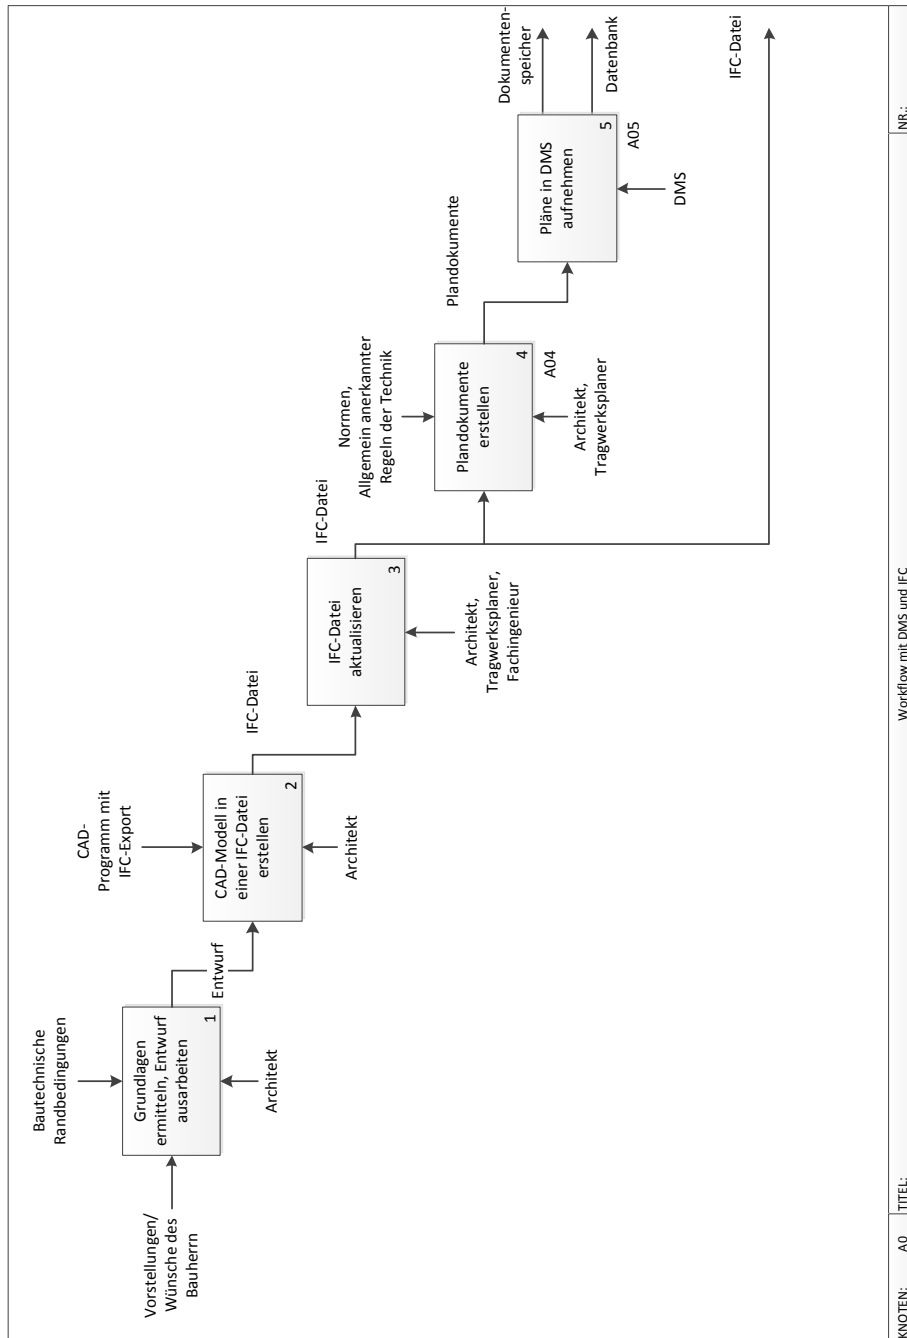 Vorstellungen/
Wünsche des
Bauherrn
Bautechnische
Randbedingungen
Grundlagen
ermitteln, Entwurf
ausarbeiten
1
Architekt
Entwurf
CAD-
Programm mit
IFC-Export
CAD-Modell in
einer IFC-Datei
erstellen
2
Architekt
IFC-Datei
IFC-Datei
aktualisieren
3
Architekt,
Tragwerksplaner,
Fachingenieur
IFC-Datei
Normen,
Allgemein anerkannter
Regeln der Technik
Plandokumente
erstellen
4
A04
Architekt,
Tragwerksplaner
Plandokumente
Pläne in DMS
aufnehmen
5
A05
DMS
Dokumenten-
speicher
Datenbank
IFC-Datei
KNOTEN: A0
TITEL: Workflow mit DMS und IFC
NR.: